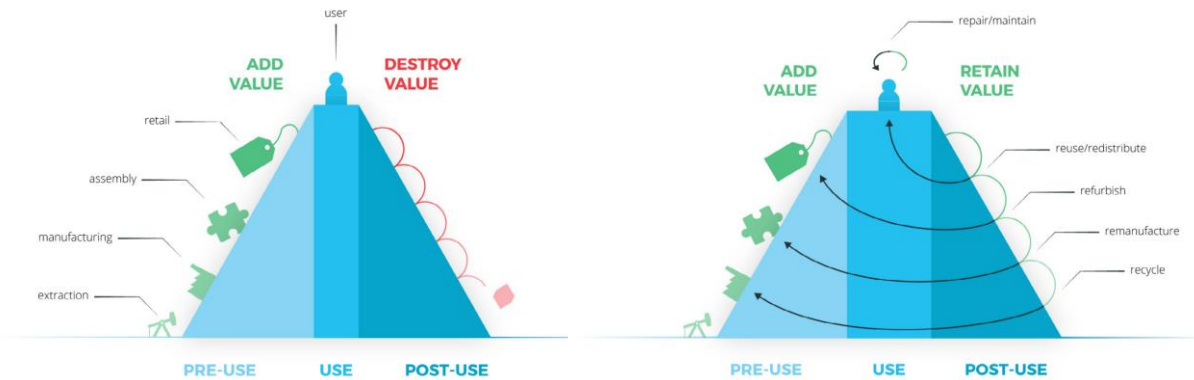 user
ADD
VALUE
DESTROY
VALUE
retail
assembly
manufacturing
extraction
PRE-USE
USE
POST-USE
repair/maintain
ADD
VALUE
RETAIN
VALUE
reuse/redistribute
refurbish
remanufacture
recycle
PRE-USE
USE
POST-USE